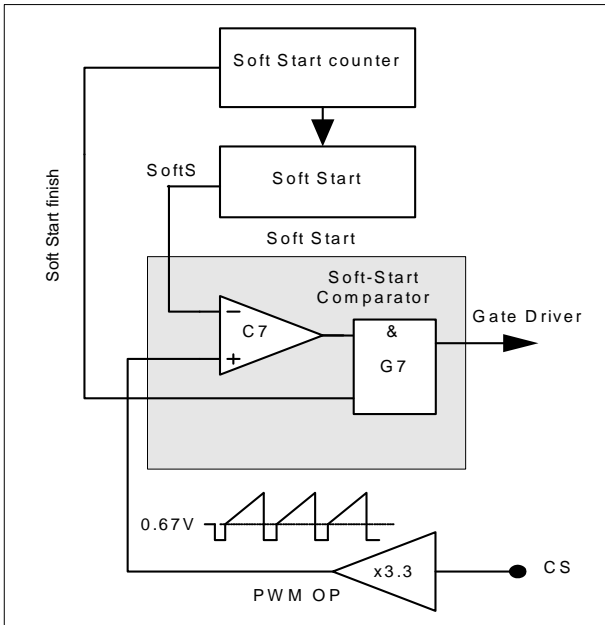 Soft Start counter
SoftS
Soft Start
Soft Start finish
Soft Start
Soft-Start
Comparator
Gate Driver
−
C7
+
&
G7
0.67V
x3.3
CS
PWM OP